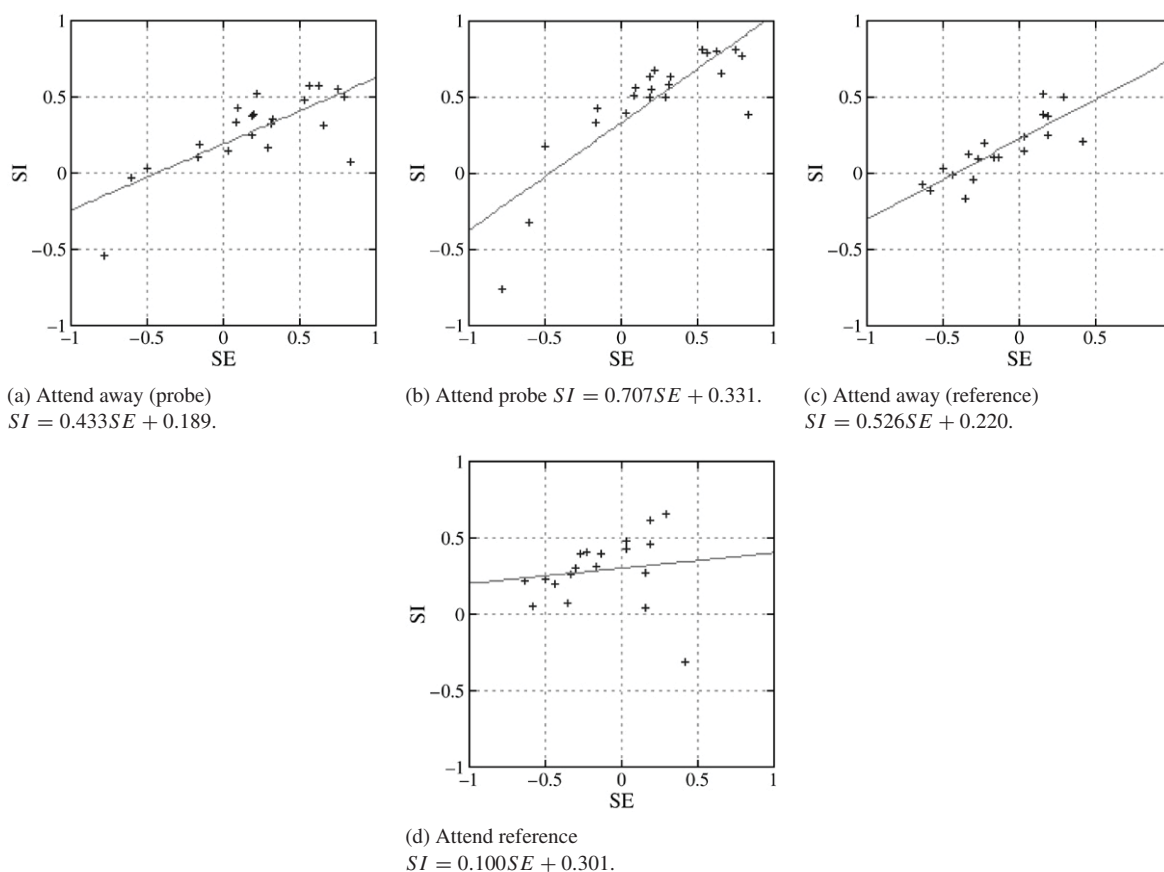 1
0.5
0
−0.5
−1
−1
−0.5
0
0.5
1
SI
SE
1
0.5
0
−0.5
−1
−1
−0.5
0
0.5
1
SI
SE
1
0.5
0
−0.5
−1
−1
−0.5
0
0.5
1
SI
SE
(a) Attend away (probe)
SI = 0.433SE + 0.189.
(b) Attend probe SI = 0.707SE + 0.331.
(c) Attend away (reference)
SI = 0.526SE + 0.220.
1
0.5
0
−0.5
−1
−1
−0.5
0
0.5
1
SI
SE
(d) Attend reference
SI = 0.100SE + 0.301.